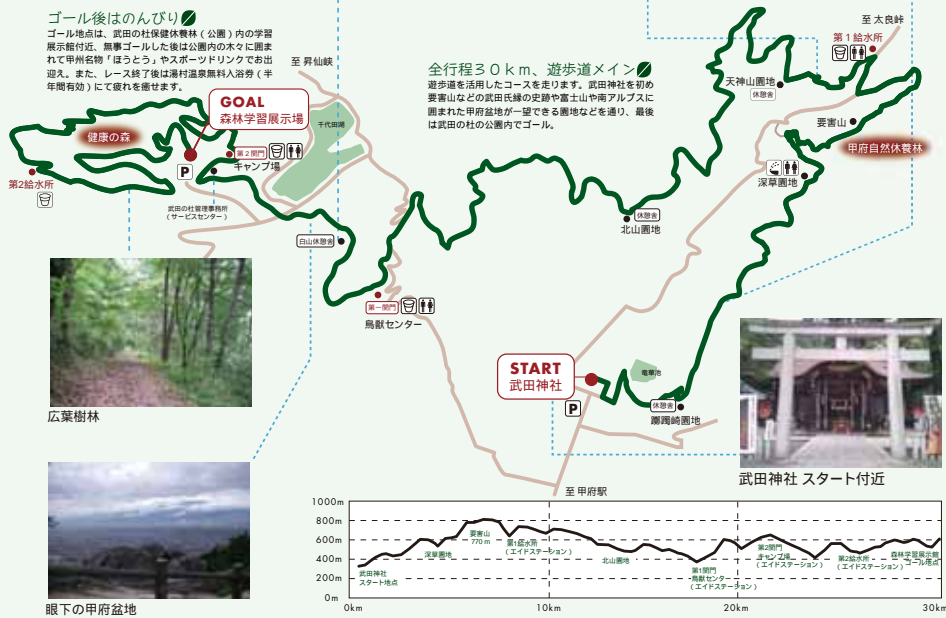 ゴール後はのんびり
ゴール地点は、武田の杜保健休養林（公園）内の学習
展示館付近、無事ゴールした後は公園内の木々に囲ま
れて甲州名物「ほうとう」やスポーツドリンクでお出
迎え。また、レース終了後は湯村温泉無料入浴券（半
年間有効）にて疲れを癒せます。
全行程３０ｋｍ、遊歩道メイン
遊歩道を活用したコースを走ります。武田神社を初め
要害山などの武田氏縁の史跡や富士山や南アルプスに
囲まれた甲府盆地が一望できる園地などを通り、最後
は武田の杜の公園内でゴール。
至 昇仙峡
至 太良峠
第１給水所
天神山園地
休憩舎
要害山
甲府自然休養林
深草園地
GOAL
森林学習展示場
千代田湖
健康の森
P
第２関門
キャンプ場
第2給水所
武田の杜管理事務所
（サービスセンター）
白山休憩舎
休憩舎
北山園地
第一関門
鳥獣センター
START
武田神社
竜華池
P
休憩舎
躑躅崎園地
至 甲府駅
広葉樹林
眼下の甲府盆地
武田神社 スタート付近
1000m
800m
600m
400m
200m
0m
0km
10km
20km
30km
武田神社
スタート地点
深草園地
要害山
770 m
第1給水所
（エイドステーション）
北山園地
第1関門
鳥獣センター
（エイドステーション）
第2関門
キャンプ場
（エイドステーション）
第2給水所
（エイドステーション）
森林学習展示館
ゴール地点